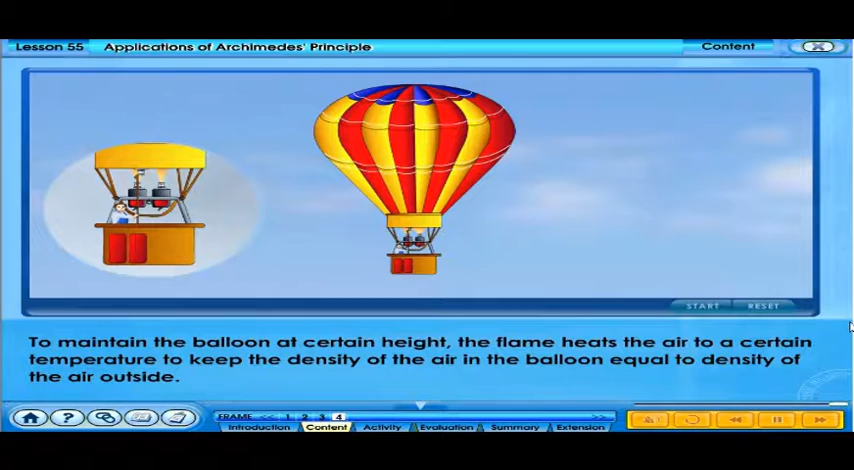 Lesson 55 Applications of Archimedes' Principle Content
START RESET
To maintain the balloon at certain height, the flame heats the air to a certain
temperature to keep the density of the air in the balloon equal to density of
the air outside.
FRAME << 1 2 3 4 >>
Introduction Content Activity Evaluation Summary Extension